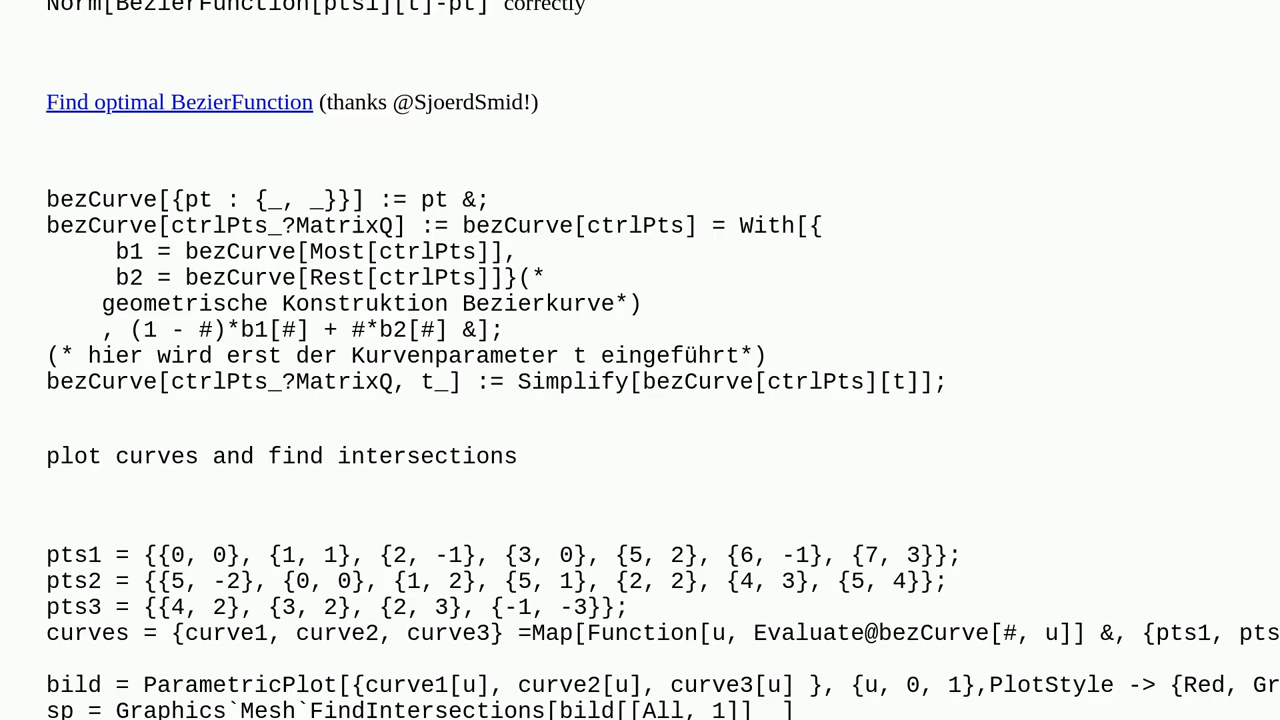 Norm[BezierFunction[pts1][t]-pt] correctly
Find optimal BezierFunction (thanks @SjoerdSmid!)
bezCurve[{pt : {_, _}}] := pt &;
bezCurve[ctrlPts_?MatrixQ] := bezCurve[ctrlPts] = With[{
     b1 = bezCurve[Most[ctrlPts]],
     b2 = bezCurve[Rest[ctrlPts]]}(*
    geometrische Konstruktion Bezierkurve*)
    , (1 - #)*b1[#] + #*b2[#] &];
(* hier wird erst der Kurvenparameter t eingeführt*)
bezCurve[ctrlPts_?MatrixQ, t_] := Simplify[bezCurve[ctrlPts][t]];
plot curves and find intersections
pts1 = {{0, 0}, {1, 1}, {2, -1}, {3, 0}, {5, 2}, {6, -1}, {7, 3}};
pts2 = {{5, -2}, {0, 0}, {1, 2}, {5, 1}, {2, 2}, {4, 3}, {5, 4}};
pts3 = {{4, 2}, {3, 2}, {2, 3}, {-1, -3}};
curves = {curve1, curve2, curve3} =Map[Function[u, Evaluate@bezCurve[#, u]] &, {pts1, pts
bild = ParametricPlot[{curve1[u], curve2[u], curve3[u] }, {u, 0, 1},PlotStyle -> {Red, Gr
sp = Graphics`Mesh`FindIntersections[bild[[All, 1]]  ]